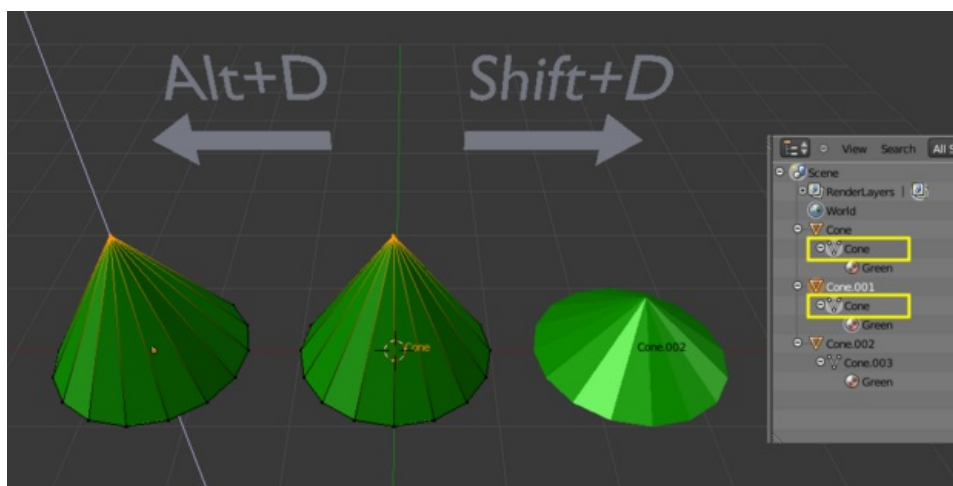 Alt+D
Shift+D
View Search All S
Scene
RenderLayers |
World
Cone
Cone
Green
Cone.001
Cone
Green
Cone.002
Cone.003
Green
Cone
Cone.002